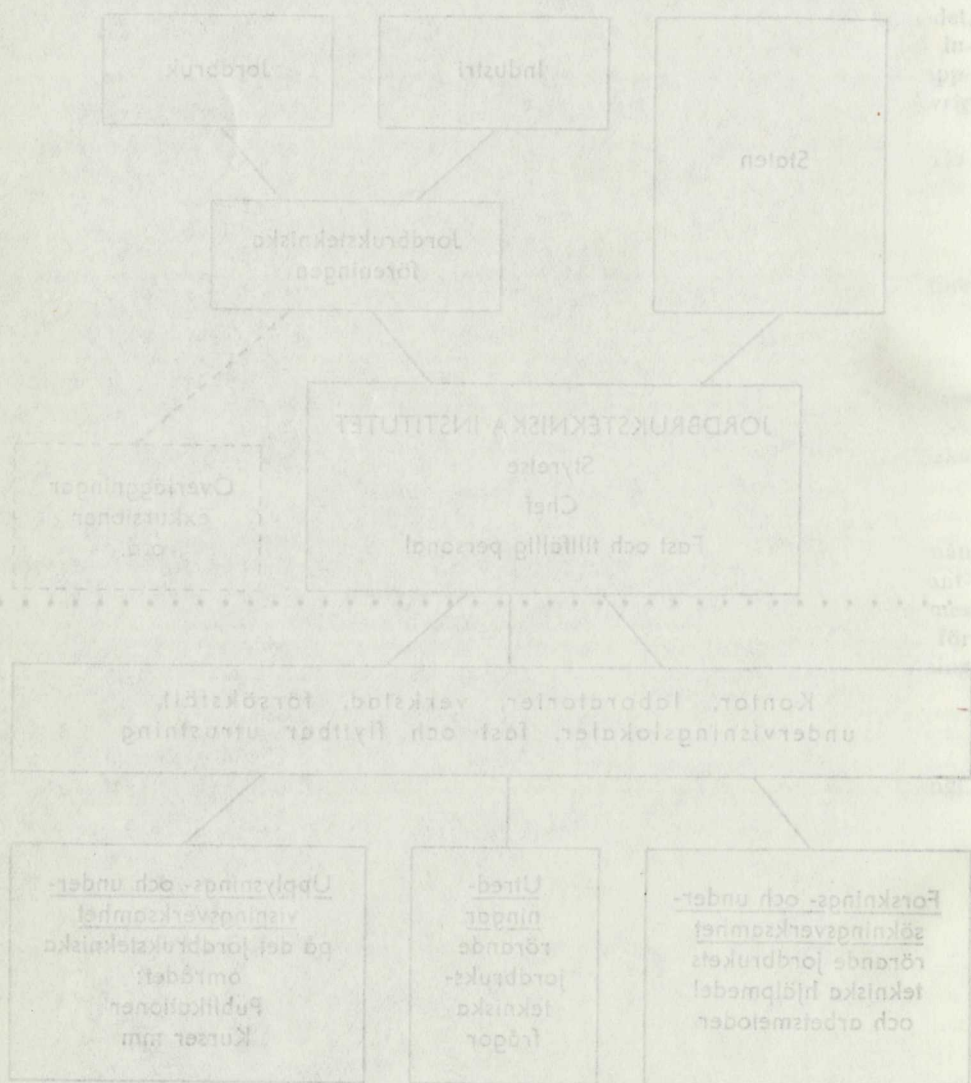 Staten
Industri
Jordbruk
Jordbrukstekniska
föreningen
JORDBRUKSTEKNISKA INSTITUTET
Styrelse
Chef
Fast och tillfällig personal
Överläggningar
exkursioner
Kontor, laboratorier, verkstad, försöksfält,
undervisningslokaler, fast och flyttbar utrustning
Forsknings- och under-
sökningsverksamhet
rörande jordbrukets
tekniska hjälpmedel
och arbetsmetoder
Utred-
ningar
rörande
jordbruks-
tekniska
frågor
Upplysnings- och under-
visningsverksamhet
på det jordbrukstekniska
området:
Publikationer
Kurser mm